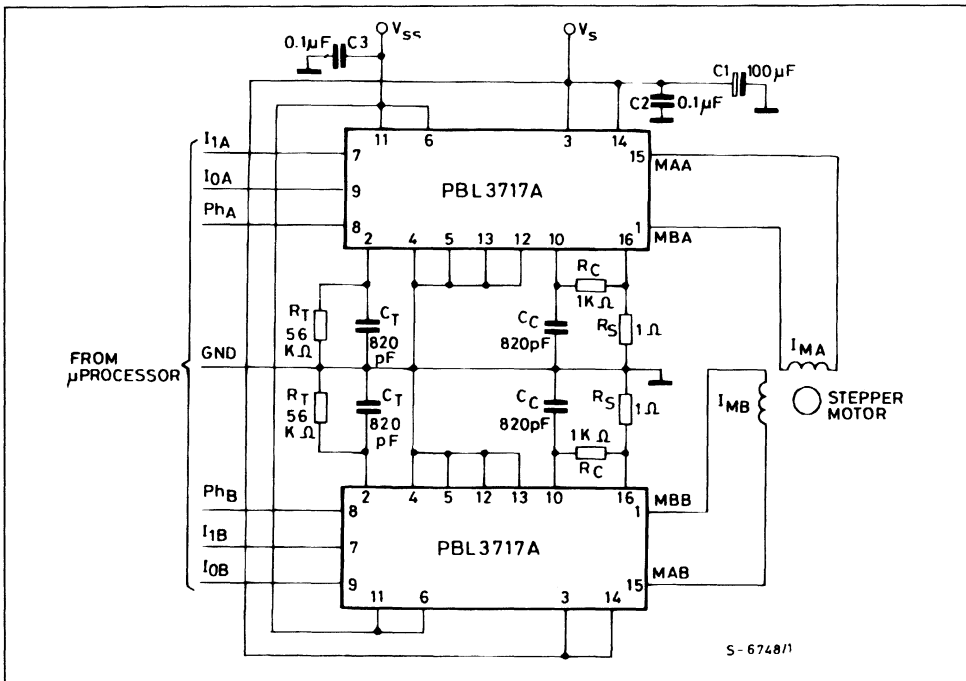 VSS
VS
0.1µF C3
C1 100µF
C2 0.1µF
11 6 3 14
I1A 7 15 MAA
I0A 9 PBL3717A
PhA 8 1 MBA
2 4 5 13 12 10 16
RC
1KΩ
RT
56
KΩ
CT
820
pF
CC
820pF
RS 1Ω
IMA
FROM
µPROCESSOR
GND
STEPPER
MOTOR
IMB
RT
56
KΩ
CT
820
pF
CC
820pF
RS
1Ω
1KΩ
RC
2 4 5 12 13 10 16
PhB 8 1 MBB
I1B 7 PBL3717A
I0B 9 15 MAB
11 6 3 14
S-6748/1